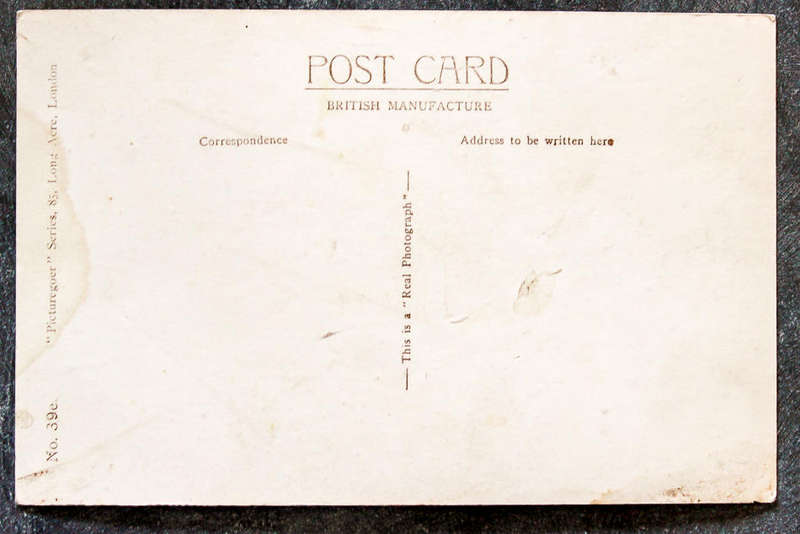 POST CARD
BRITISH MANUFACTURE
Correspondence
Address to be written here
This is a "Real Photograph"
No. 39e. "Picturegoer" Series, 85, Long Acre, London